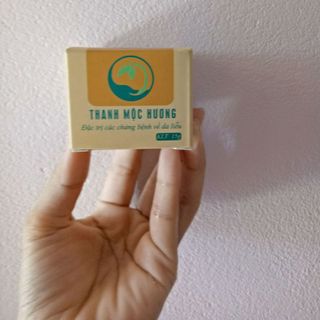 THANH MỘC HƯƠNG
Đặc trị các chứng bệnh về da liễu
KLT: 15g